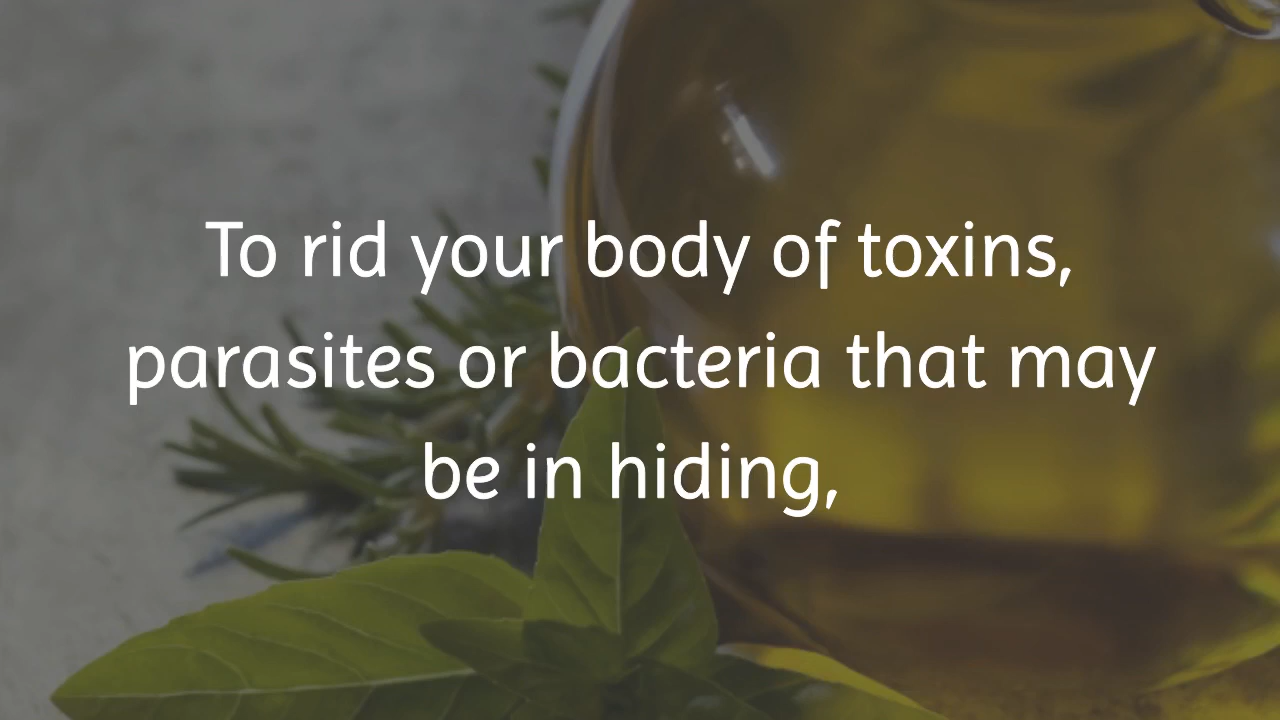 To rid your body of toxins,
parasites or bacteria that may
be in hiding,